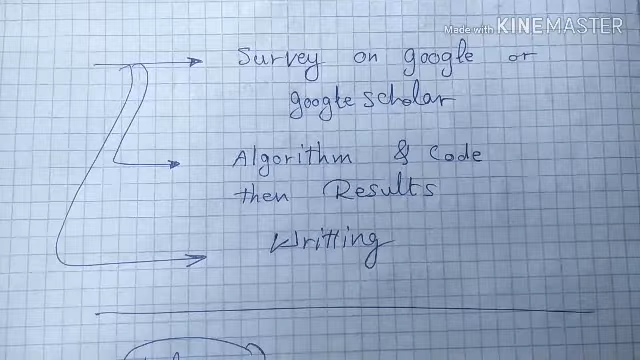 Made with KINEMASTER
Survey on google or
google scholar
Algorithm & Code
then Results
Writting